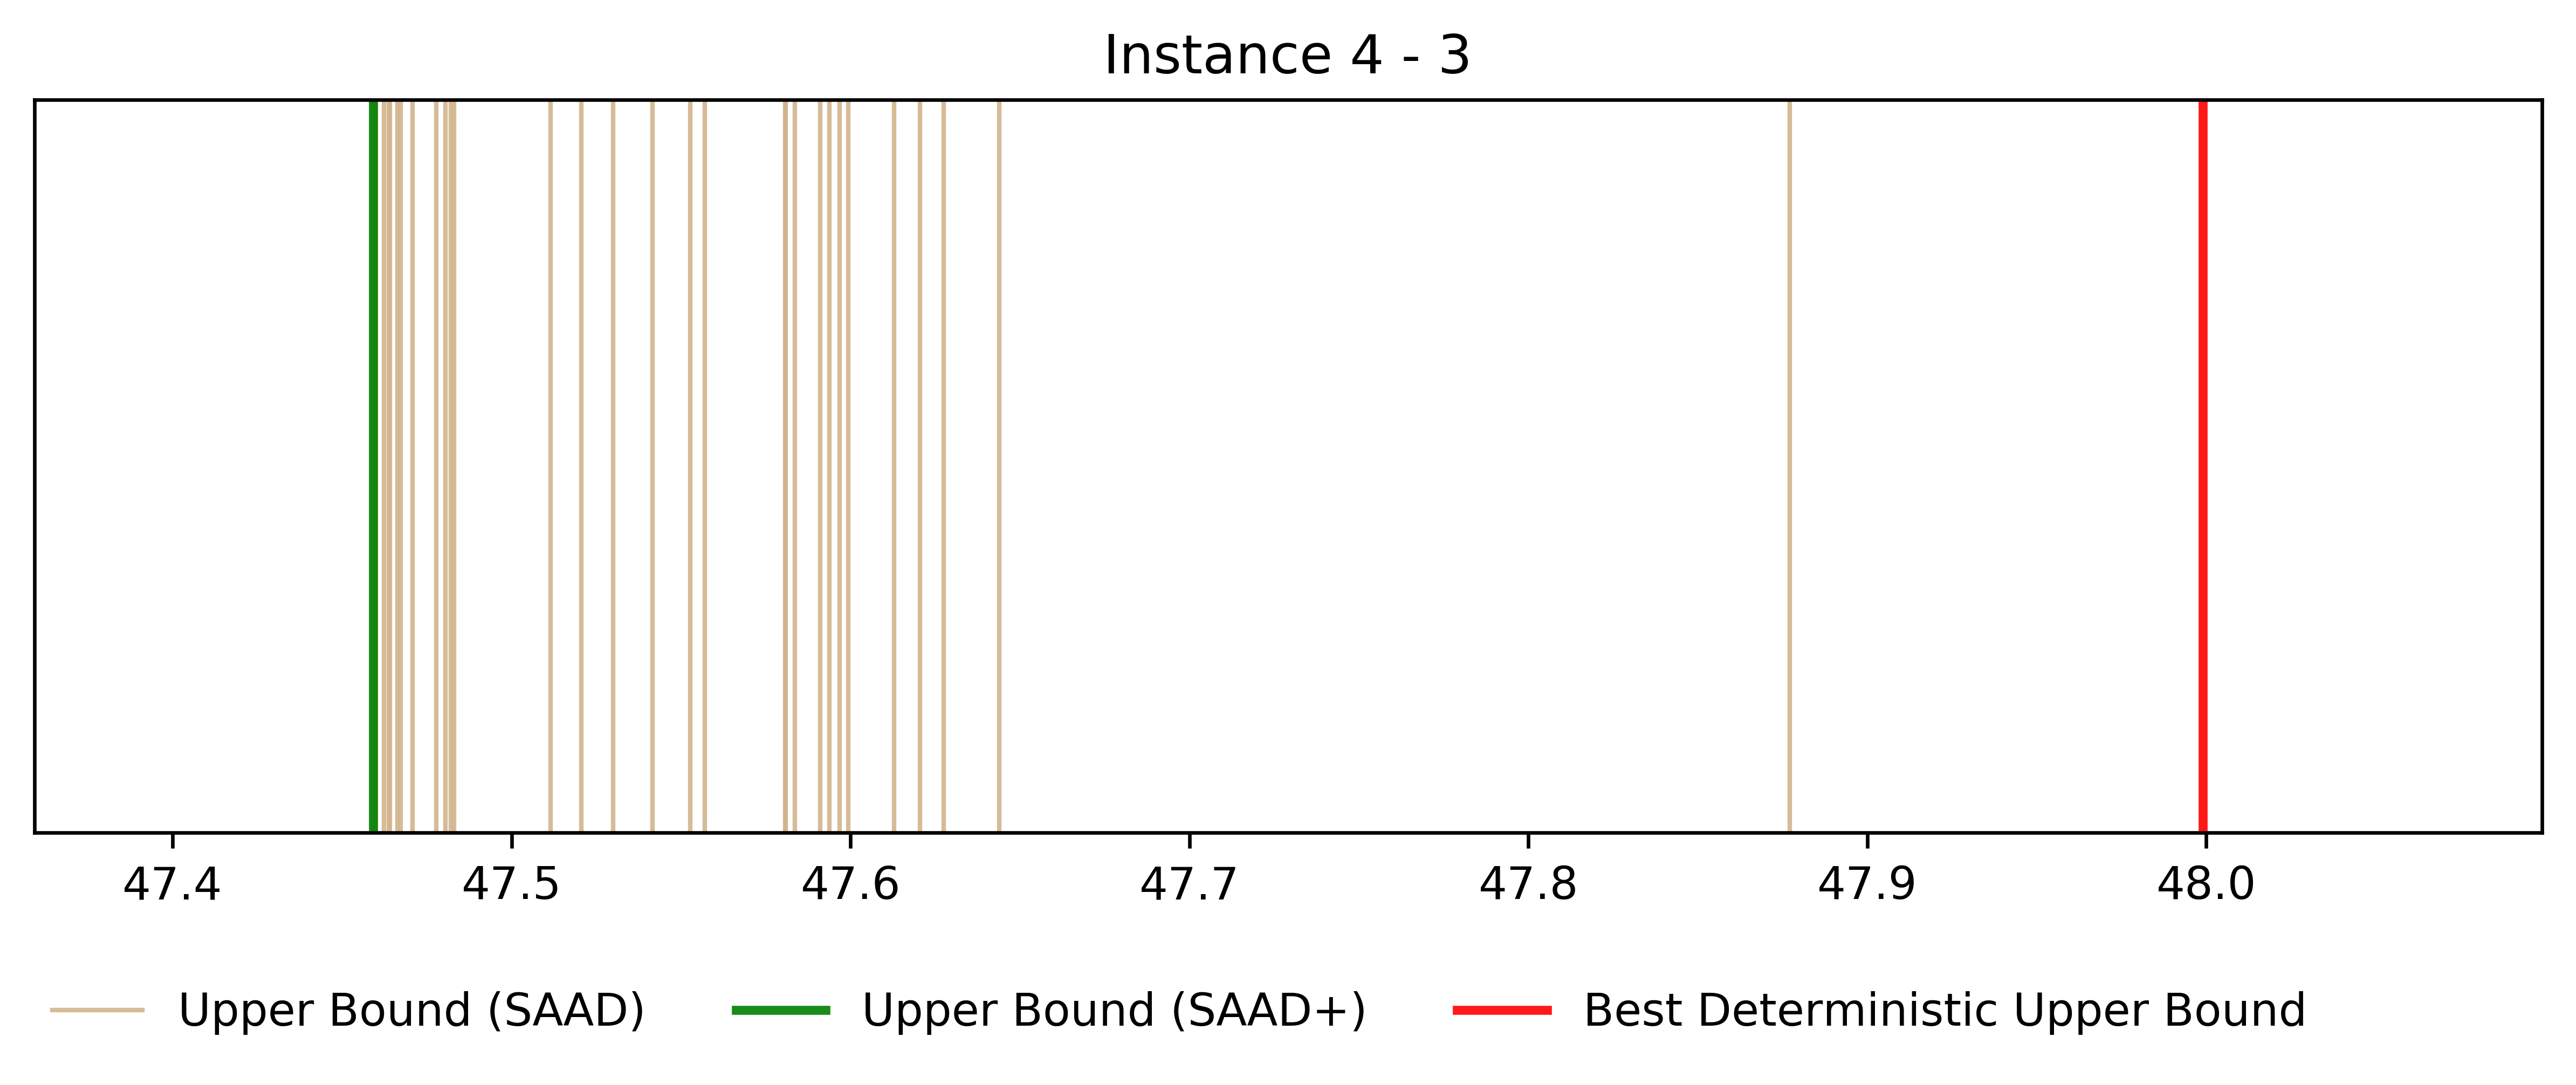 Instance 4 - 3
47.4 47.5 47.6 47.7 47.8 47.9 48.0
Upper Bound (SAAD) Upper Bound (SAAD+) Best Deterministic Upper Bound